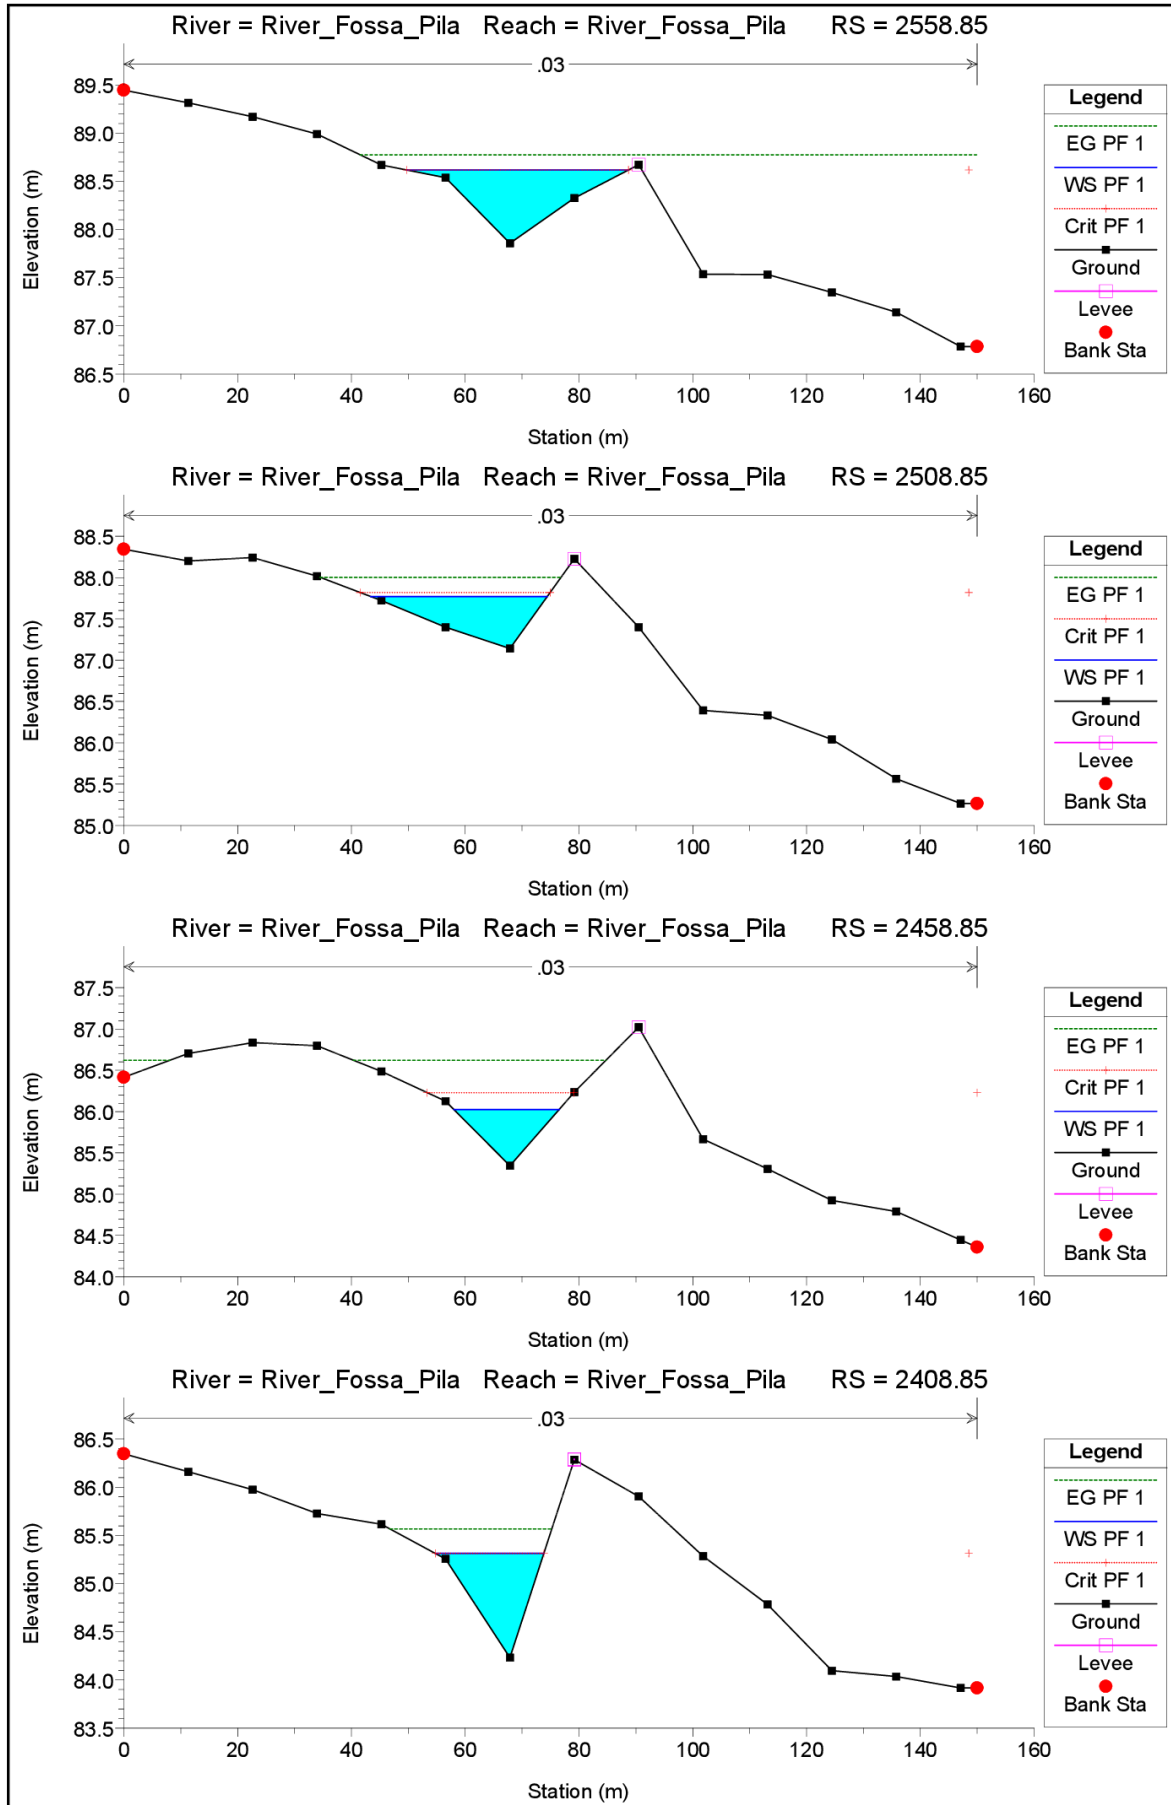 River = River_Fossa_Pila   Reach = River_Fossa_Pila      RS = 2558.85
.03
Elevation (m)
89.5
89.0
88.5
88.0
87.5
87.0
86.5
0 20 40 60 80 100 120 140 160
Station (m)
Legend
EG PF 1
WS PF 1
Crit PF 1
Ground
Levee
Bank Sta
River = River_Fossa_Pila   Reach = River_Fossa_Pila      RS = 2508.85
.03
Elevation (m)
88.5
88.0
87.5
87.0
86.5
86.0
85.5
85.0
0 20 40 60 80 100 120 140 160
Station (m)
Legend
EG PF 1
Crit PF 1
WS PF 1
Ground
Levee
Bank Sta
River = River_Fossa_Pila   Reach = River_Fossa_Pila      RS = 2458.85
.03
Elevation (m)
87.5
87.0
86.5
86.0
85.5
85.0
84.5
84.0
0 20 40 60 80 100 120 140 160
Station (m)
Legend
EG PF 1
Crit PF 1
WS PF 1
Ground
Levee
Bank Sta
River = River_Fossa_Pila   Reach = River_Fossa_Pila      RS = 2408.85
.03
Elevation (m)
86.5
86.0
85.5
85.0
84.5
84.0
83.5
0 20 40 60 80 100 120 140 160
Station (m)
Legend
EG PF 1
WS PF 1
Crit PF 1
Ground
Levee
Bank Sta